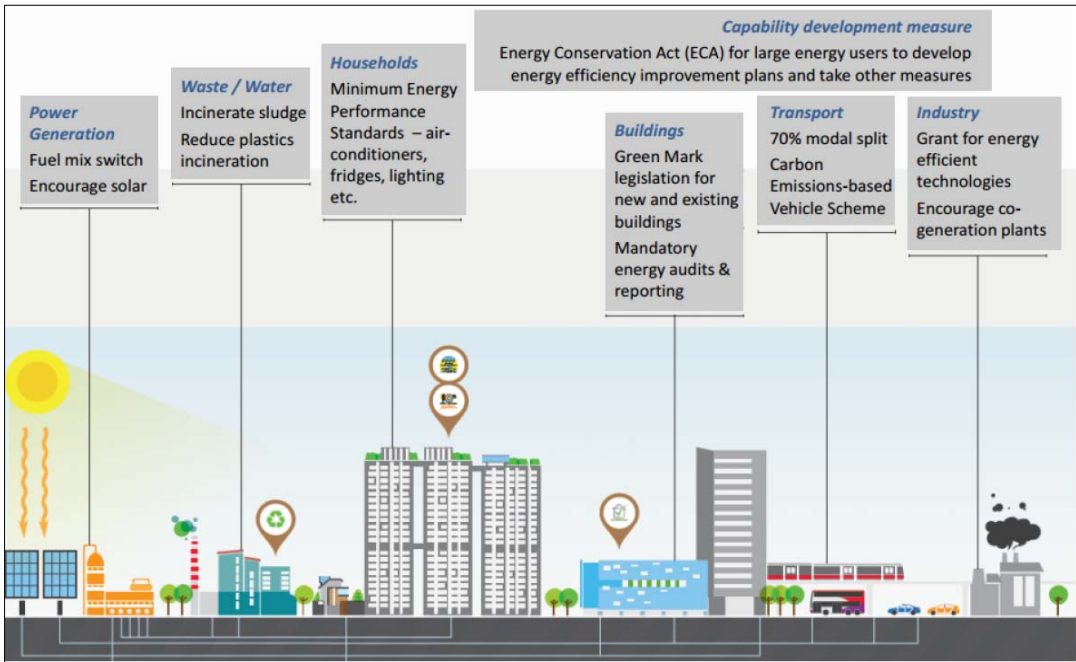 Capability development measure
Energy Conservation Act (ECA) for large energy users to develop
energy efficiency improvement plans and take other measures
Power
Generation
Fuel mix switch
Encourage solar
Waste / Water
Incinerate sludge
Reduce plastics
incineration
Households
Minimum Energy
Performance
Standards – air-
conditioners,
fridges, lighting
etc.
Buildings
Green Mark
legislation for
new and existing
buildings
Mandatory
energy audits &
reporting
Transport
70% modal split
Carbon
Emissions-based
Vehicle Scheme
Industry
Grant for energy
efficient
technologies
Encourage co-
generation plants